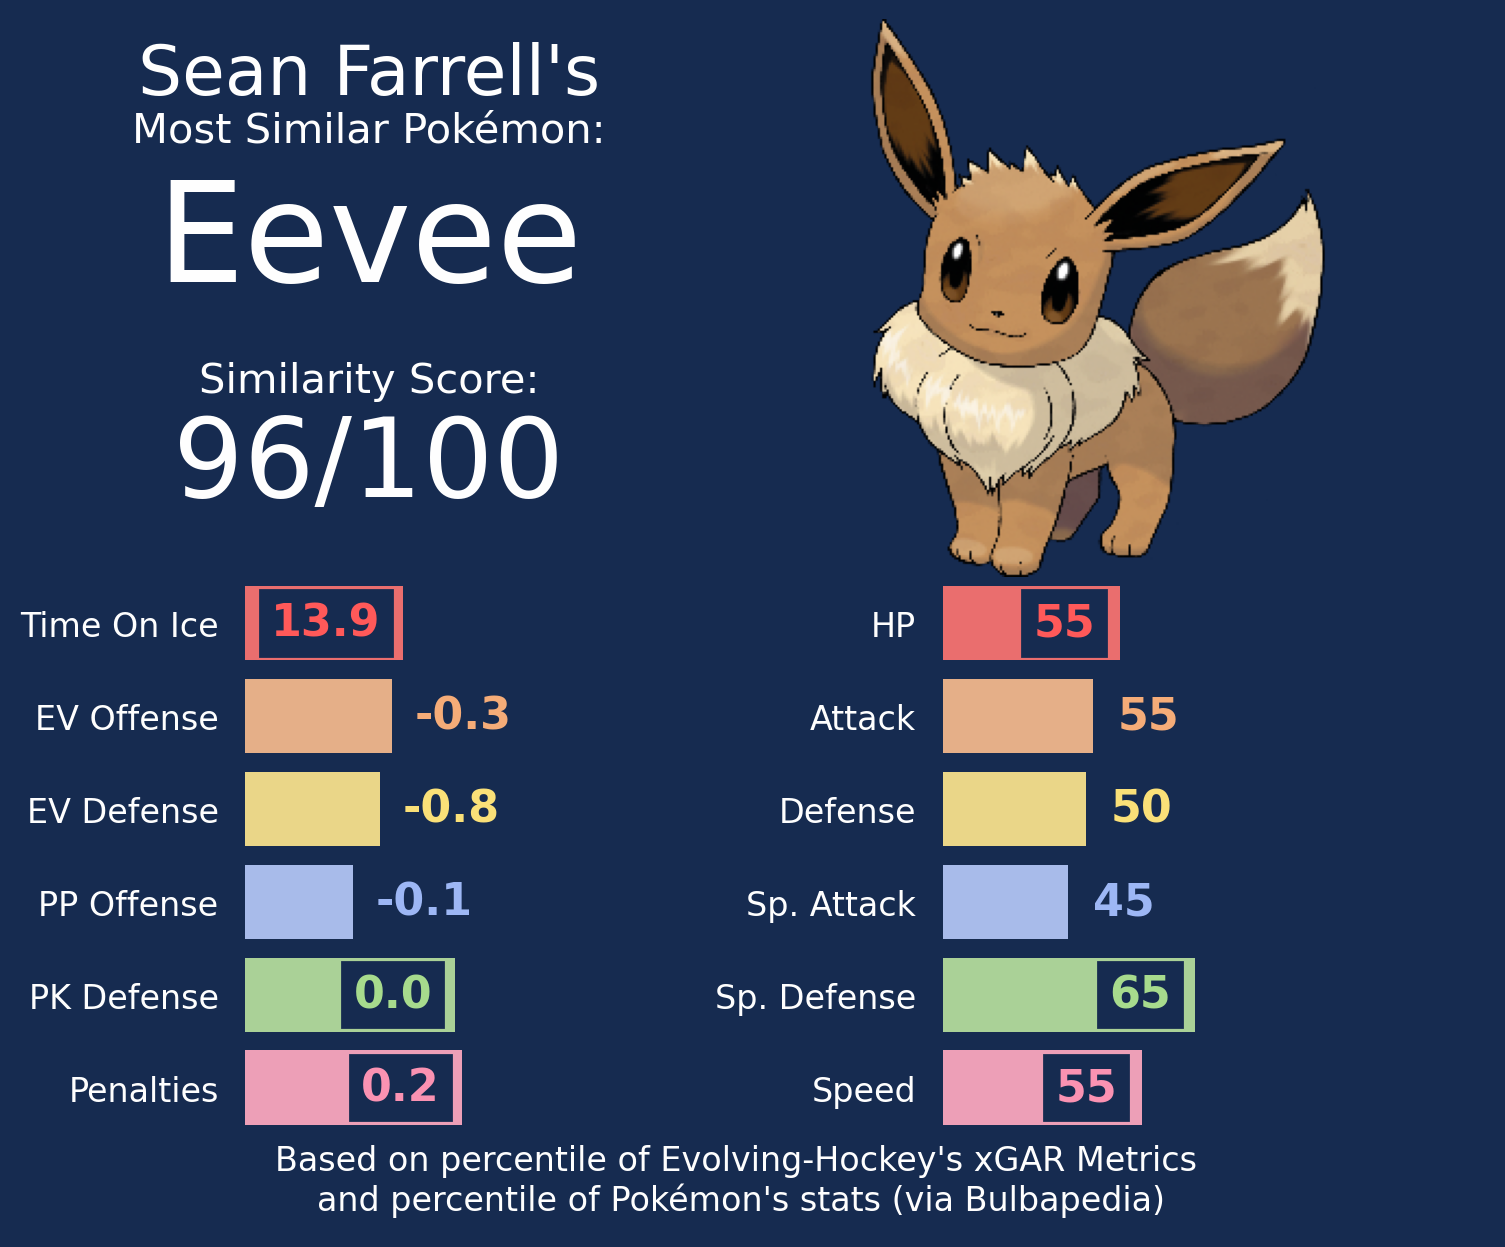 Sean Farrell's
Most Similar Pokémon:
Eevee
Similarity Score:
96/100
Time On Ice 13.9
EV Offense -0.3
EV Defense -0.8
PP Offense -0.1
PK Defense 0.0
Penalties 0.2
HP 55
Attack 55
Defense 50
Sp. Attack 45
Sp. Defense 65
Speed 55
Based on percentile of Evolving-Hockey's xGAR Metrics
and percentile of Pokémon's stats (via Bulbapedia)